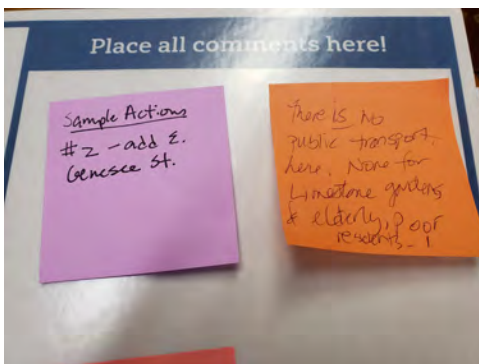 Place all comments here!
Sample Actions
#2 - add E.
Genesee St.
There is no
public transport.
here. None for
Limestone gardens
& elderly, poor
residents - !